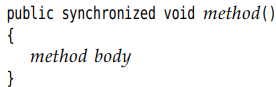 public synchronized void method()
{
method body
}